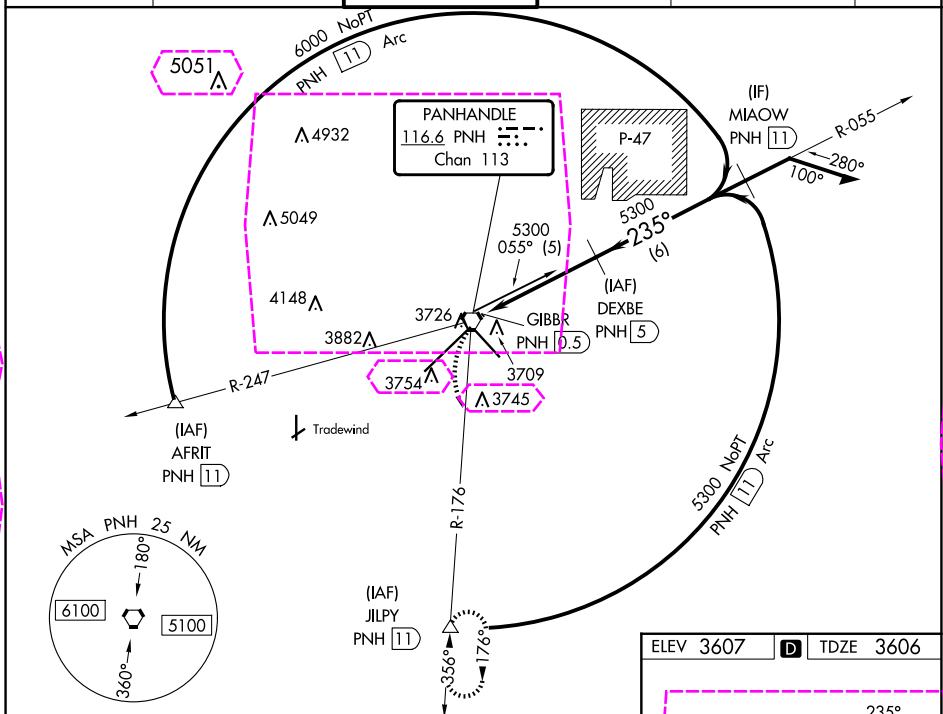 6000 NoPT
PNH 11 Arc
5051
4932
PANHANDLE
116.6 PNH
Chan 113
P-47
(IF)
MIAOW
PNH 11
R-055
280°
100°
5049
5300
055° (5)
5300
235°
(6)
(IAF)
DEXBE
PNH 5
4148
3726
GIBBR
PNH 0.5
3882
3709
3754
3745
R-247
(IAF)
AFRIT
PNH 11
Tradewind
R-176
5300 NoPT
PNH 11 Arc
MSA PNH 25 NM
180°
6100
5100
360°
(IAF)
JILPY
PNH 11
356°
176°
ELEV 3607 D TDZE 3606
235°